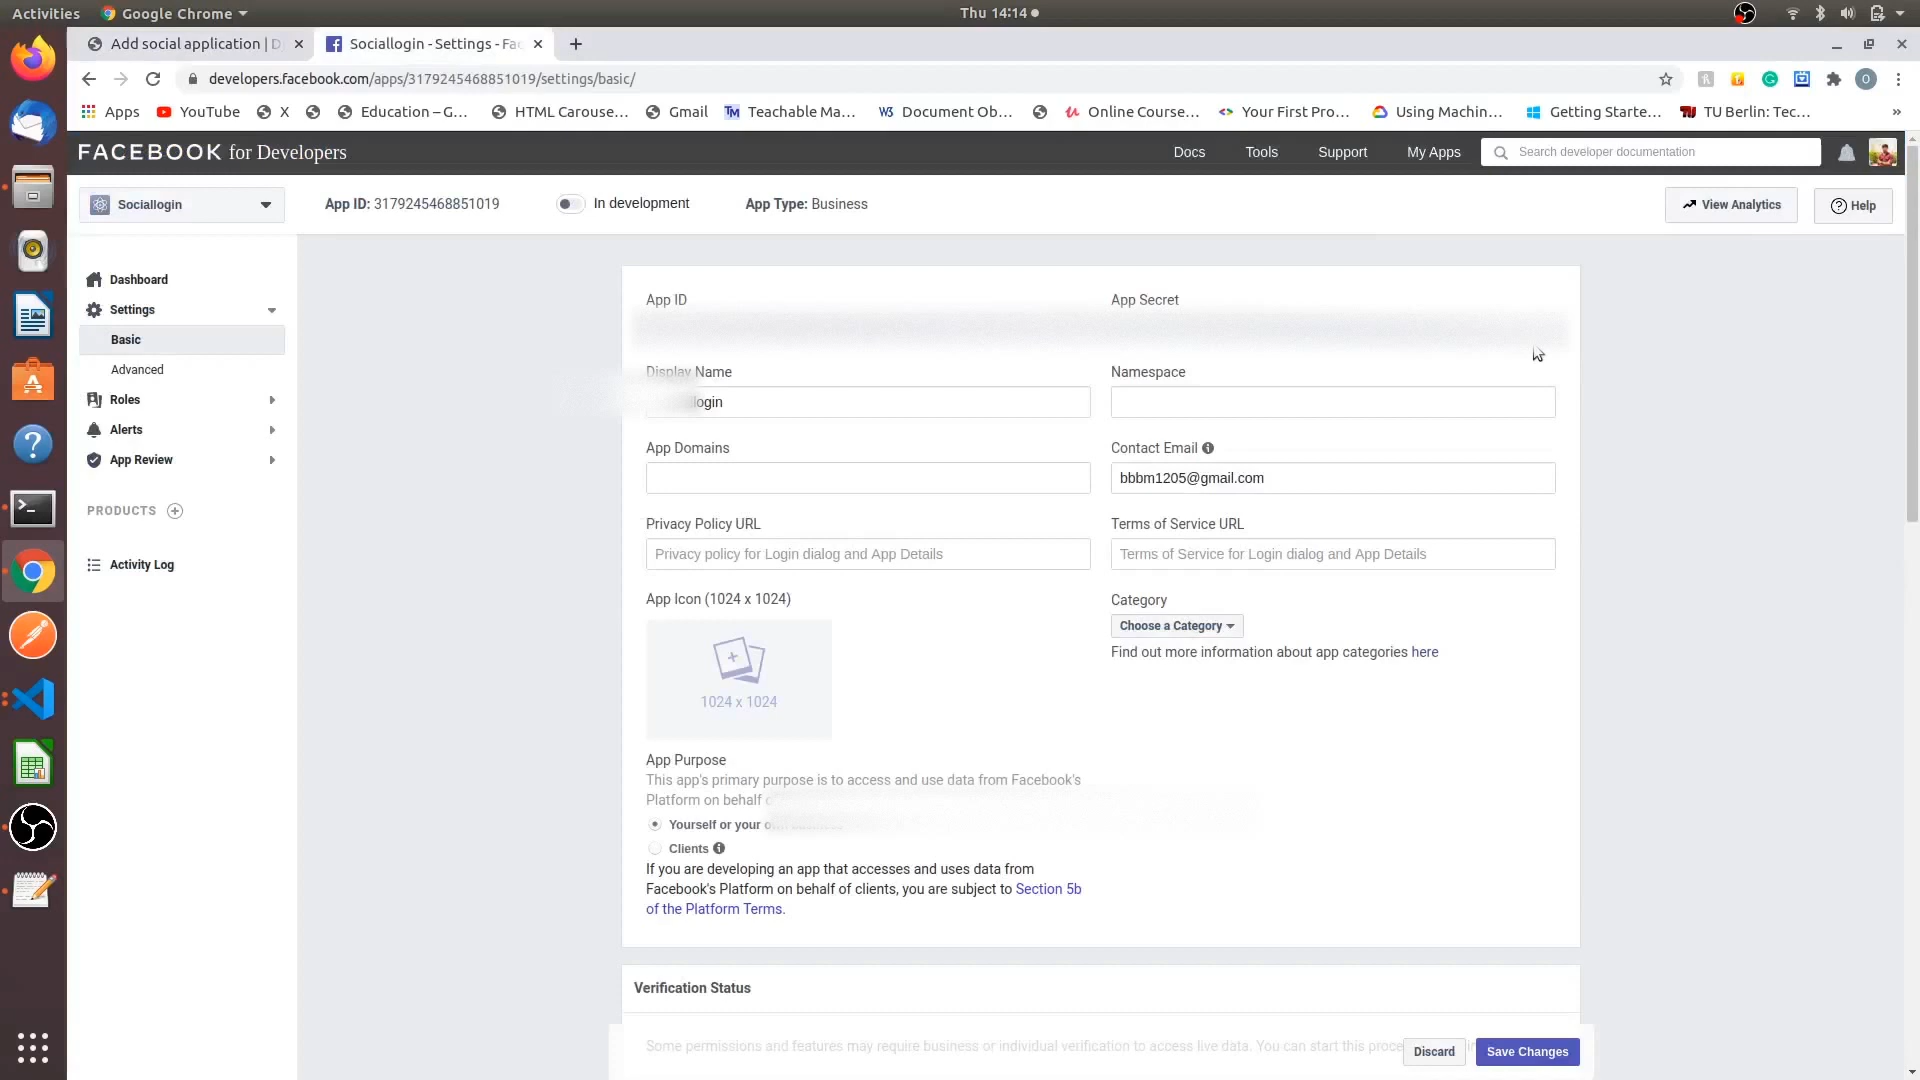 Activities
Google Chrome
Thu 14:14
Add social application | D
Sociallogin - Settings - Fac
developers.facebook.com/apps/3179245468851019/settings/basic/
O
Apps
YouTube
X
Education – G...
HTML Carouse...
Gmail
Teachable Ma...
Document Ob...
Online Course...
Your First Pro...
Using Machin...
Getting Starte...
TU Berlin: Tec...
»
FACEBOOK for Developers
Docs
Tools
Support
My Apps
Search developer documentation
Sociallogin
App ID: 3179245468851019
In development
App Type: Business
View Analytics
Help
Dashboard
Settings
Basic
Advanced
Roles
Alerts
App Review
PRODUCTS
Activity Log
App ID
App Secret
Display Name
login
Namespace
App Domains
Contact Email
bbbm1205@gmail.com
Privacy Policy URL
Privacy policy for Login dialog and App Details
Terms of Service URL
Terms of Service for Login dialog and App Details
App Icon (1024 x 1024)
1024 x 1024
Category
Choose a Category
Find out more information about app categories here
App Purpose
This app's primary purpose is to access and use data from Facebook's
Platform on behalf
Yourself or your
Clients
If you are developing an app that accesses and uses data from
Facebook's Platform on behalf of clients, you are subject to Section 5b
of the Platform Terms.
Verification Status
Some permissions and features may require business or individual verification to access live data. You can start this proce
Discard
Save Changes